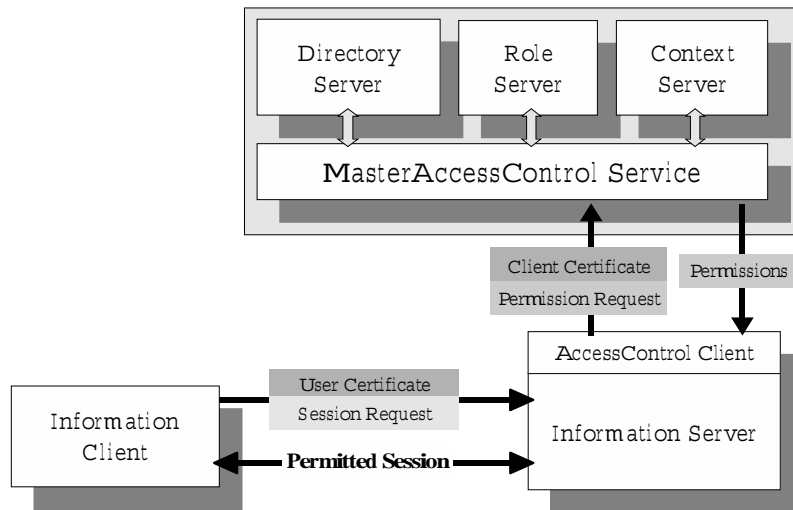 Directory
Server
Role
Server
Context
Server
MasterAccessControl Service
Client Certificate
Permission Request
Permissions
AccessControl Client
Information Server
User Certificate
Session Request
Information
Client
Permitted Session